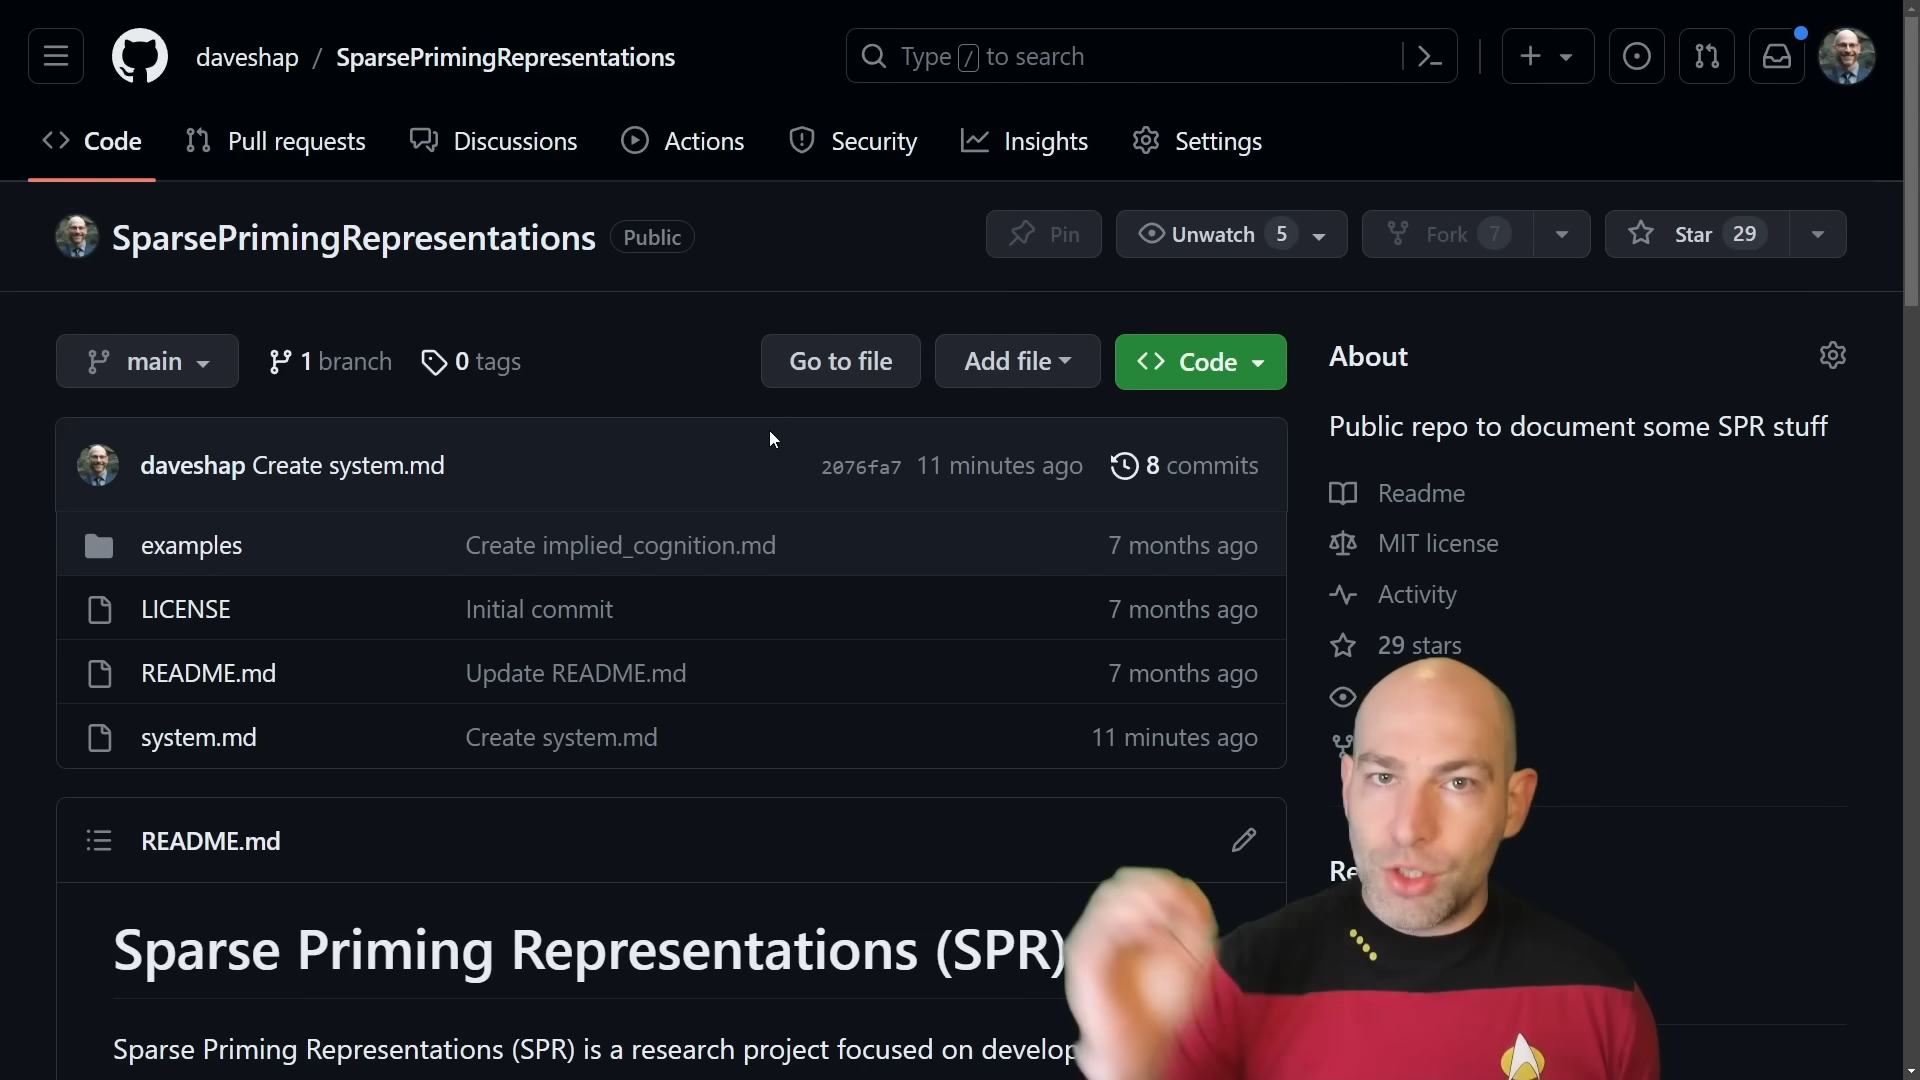 daveshap / SparsePrimingRepresentations
Type / to search
Code Pull requests Discussions Actions Security Insights Settings
SparsePrimingRepresentations Public
Pin Unwatch 5 Fork 7 Star 29
main 1 branch 0 tags Go to file Add file Code
About
Public repo to document some SPR stuff
daveshap Create system.md 2076fa7 11 minutes ago 8 commits
examples Create implied_cognition.md 7 months ago
LICENSE Initial commit 7 months ago
README.md Update README.md 7 months ago
system.md Create system.md 11 minutes ago
Readme
MIT license
Activity
29 stars
Re
README.md
Sparse Priming Representations (SPR)
Sparse Priming Representations (SPR) is a research project focused on develop